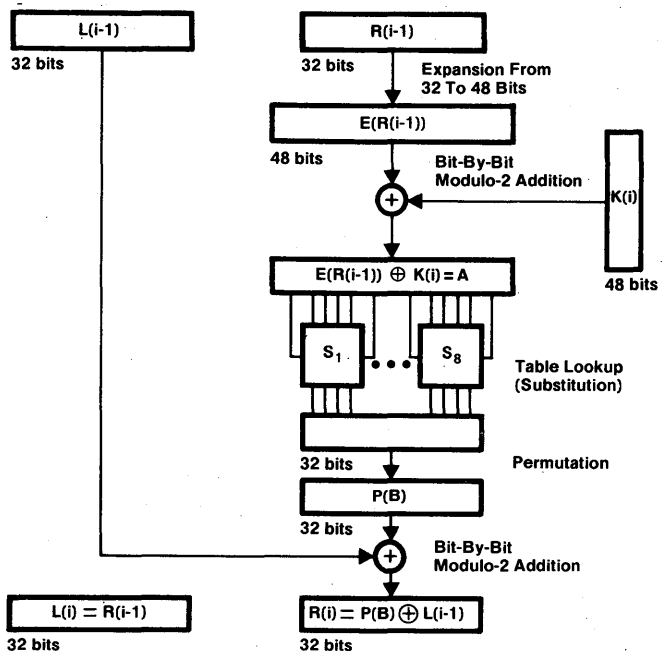 L(i-1)
R(i-1)
32 bits
32 bits
Expansion From
32 To 48 Bits
E(R(i-1))
48 bits
Bit-By-Bit
Modulo-2 Addition
K(i)
48 bits
E(R(i-1)) ⊕ K(i) = A
S₁
• • •
S₈
Table Lookup
(Substitution)
32 bits
Permutation
P(B)
32 bits
Bit-By-Bit
Modulo-2 Addition
L(i) = R(i-1)
R(i) = P(B) ⊕ L(i-1)
32 bits
32 bits